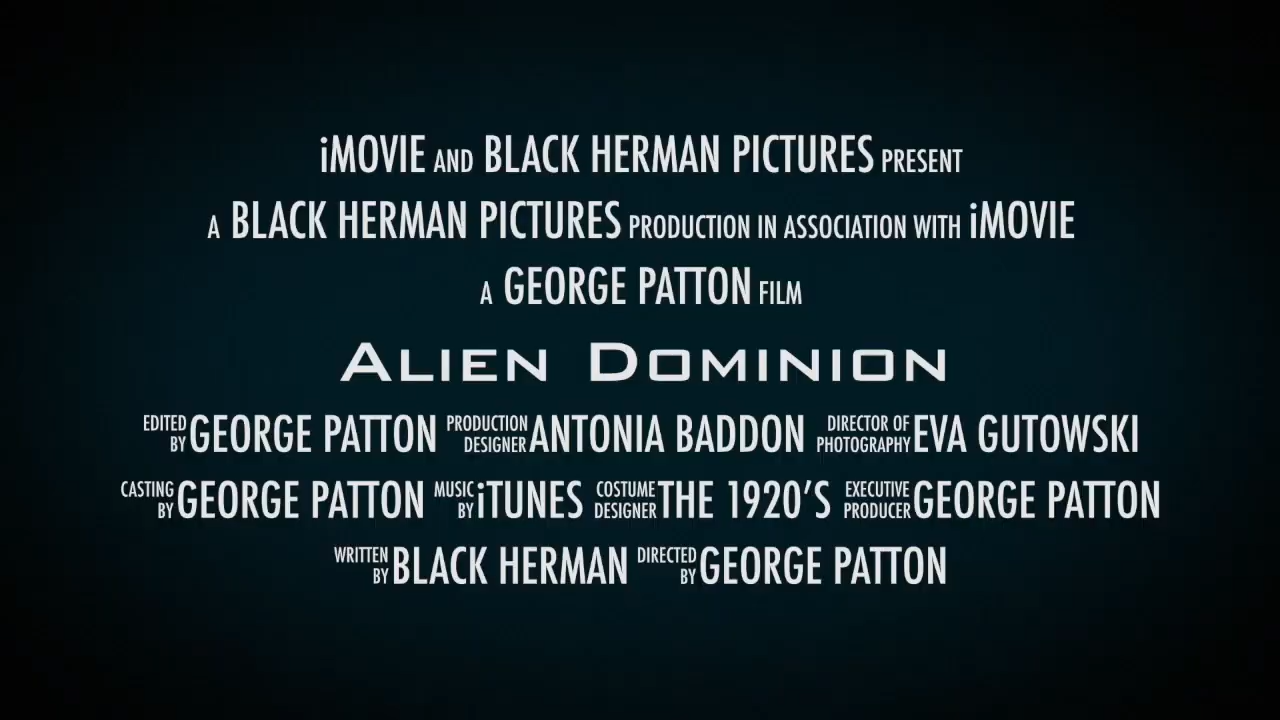 iMOVIE AND BLACK HERMAN PICTURES PRESENT
A BLACK HERMAN PICTURES PRODUCTION IN ASSOCIATION WITH iMOVIE
A GEORGE PATTON FILM
ALIEN DOMINION
EDITED BY GEORGE PATTON PRODUCTION DESIGNER ANTONIA BADDON DIRECTOR OF PHOTOGRAPHY EVA GUTOWSKI
CASTING BY GEORGE PATTON MUSIC BY iTUNES COSTUME DESIGNER THE 1920'S EXECUTIVE PRODUCER GEORGE PATTON
WRITTEN BY BLACK HERMAN DIRECTED BY GEORGE PATTON